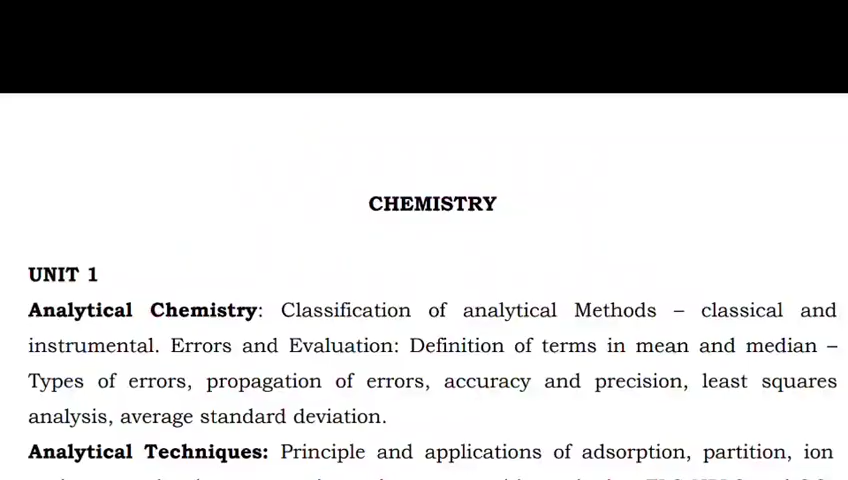 CHEMISTRY
UNIT 1
Analytical Chemistry: Classification of analytical Methods – classical and
instrumental. Errors and Evaluation: Definition of terms in mean and median –
Types of errors, propagation of errors, accuracy and precision, least squares
analysis, average standard deviation.
Analytical Techniques: Principle and applications of adsorption, partition, ion